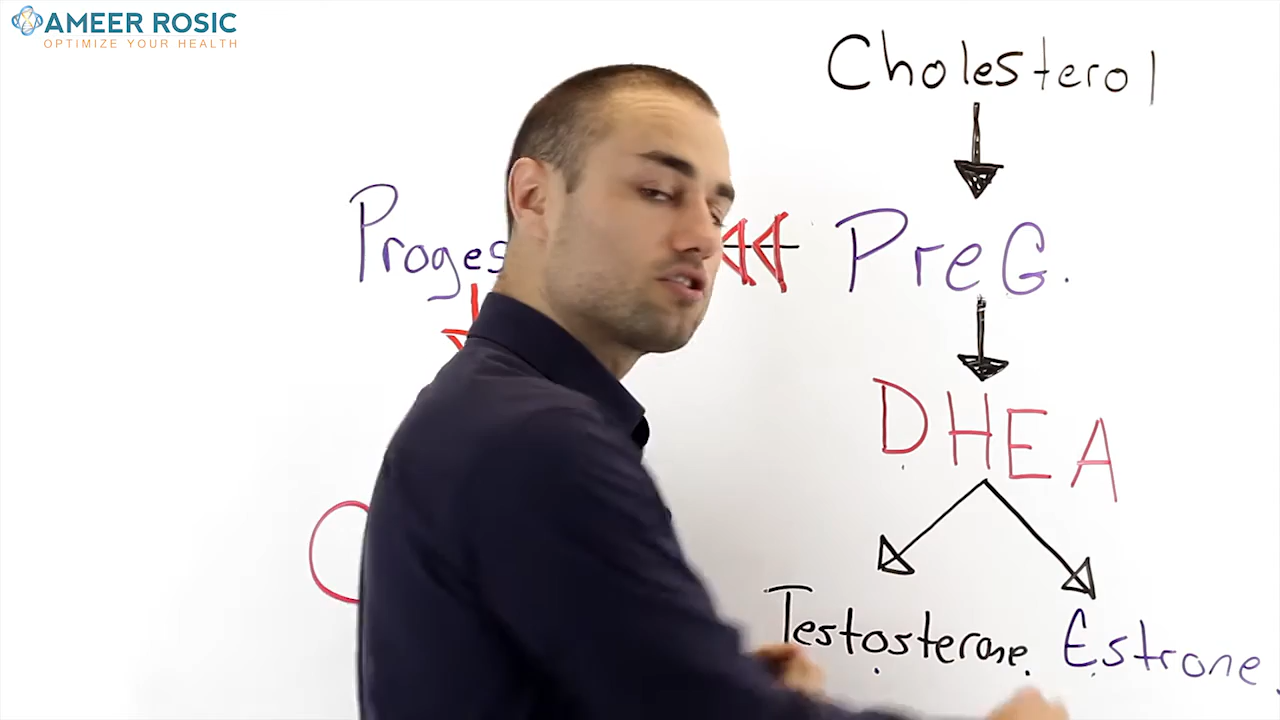 AMEER ROSIC
OPTIMIZE YOUR HEALTH
Cholesterol
Proges
PreG.
DHEA
Testosterone. Estrone.